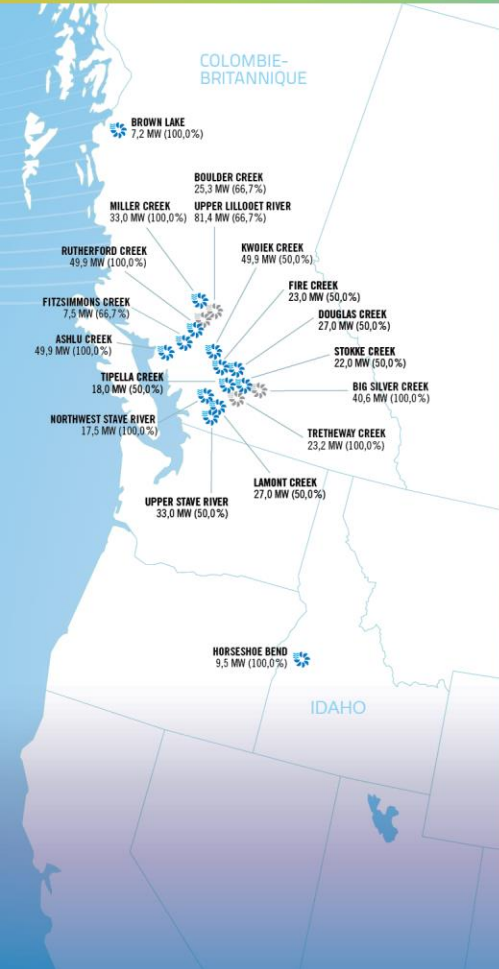 COLOMBIE-
BRITANNIQUE
BROWN LAKE
7,2 MW (100,0%)
BOULDER CREEK
25,3 MW (66,7%)
MILLER CREEK
33,0 MW (100,0%)
UPPER LILLOOET RIVER
81,4 MW (66,7%)
RUTHERFORD CREEK
49,9 MW (100,0%)
KWOIEK CREEK
49,9 MW (50,0%)
FIRE CREEK
23,0 MW (50,0%)
FITZSIMMONS CREEK
7,5 MW (66,7%)
DOUGLAS CREEK
27,0 MW (50,0%)
ASHLU CREEK
49,9 MW (100,0%)
STOKKE CREEK
22,0 MW (50,0%)
TIPELLA CREEK
18,0 MW (50,0%)
BIG SILVER CREEK
40,6 MW (100,0%)
NORTHWEST STAVE RIVER
17,5 MW (100,0%)
TRETHEWAY CREEK
23,2 MW (100,0%)
LAMONT CREEK
27,0 MW (50,0%)
UPPER STAVE RIVER
33,0 MW (50,0%)
HORSESHOE BEND
9,5 MW (100,0%)
IDAHO